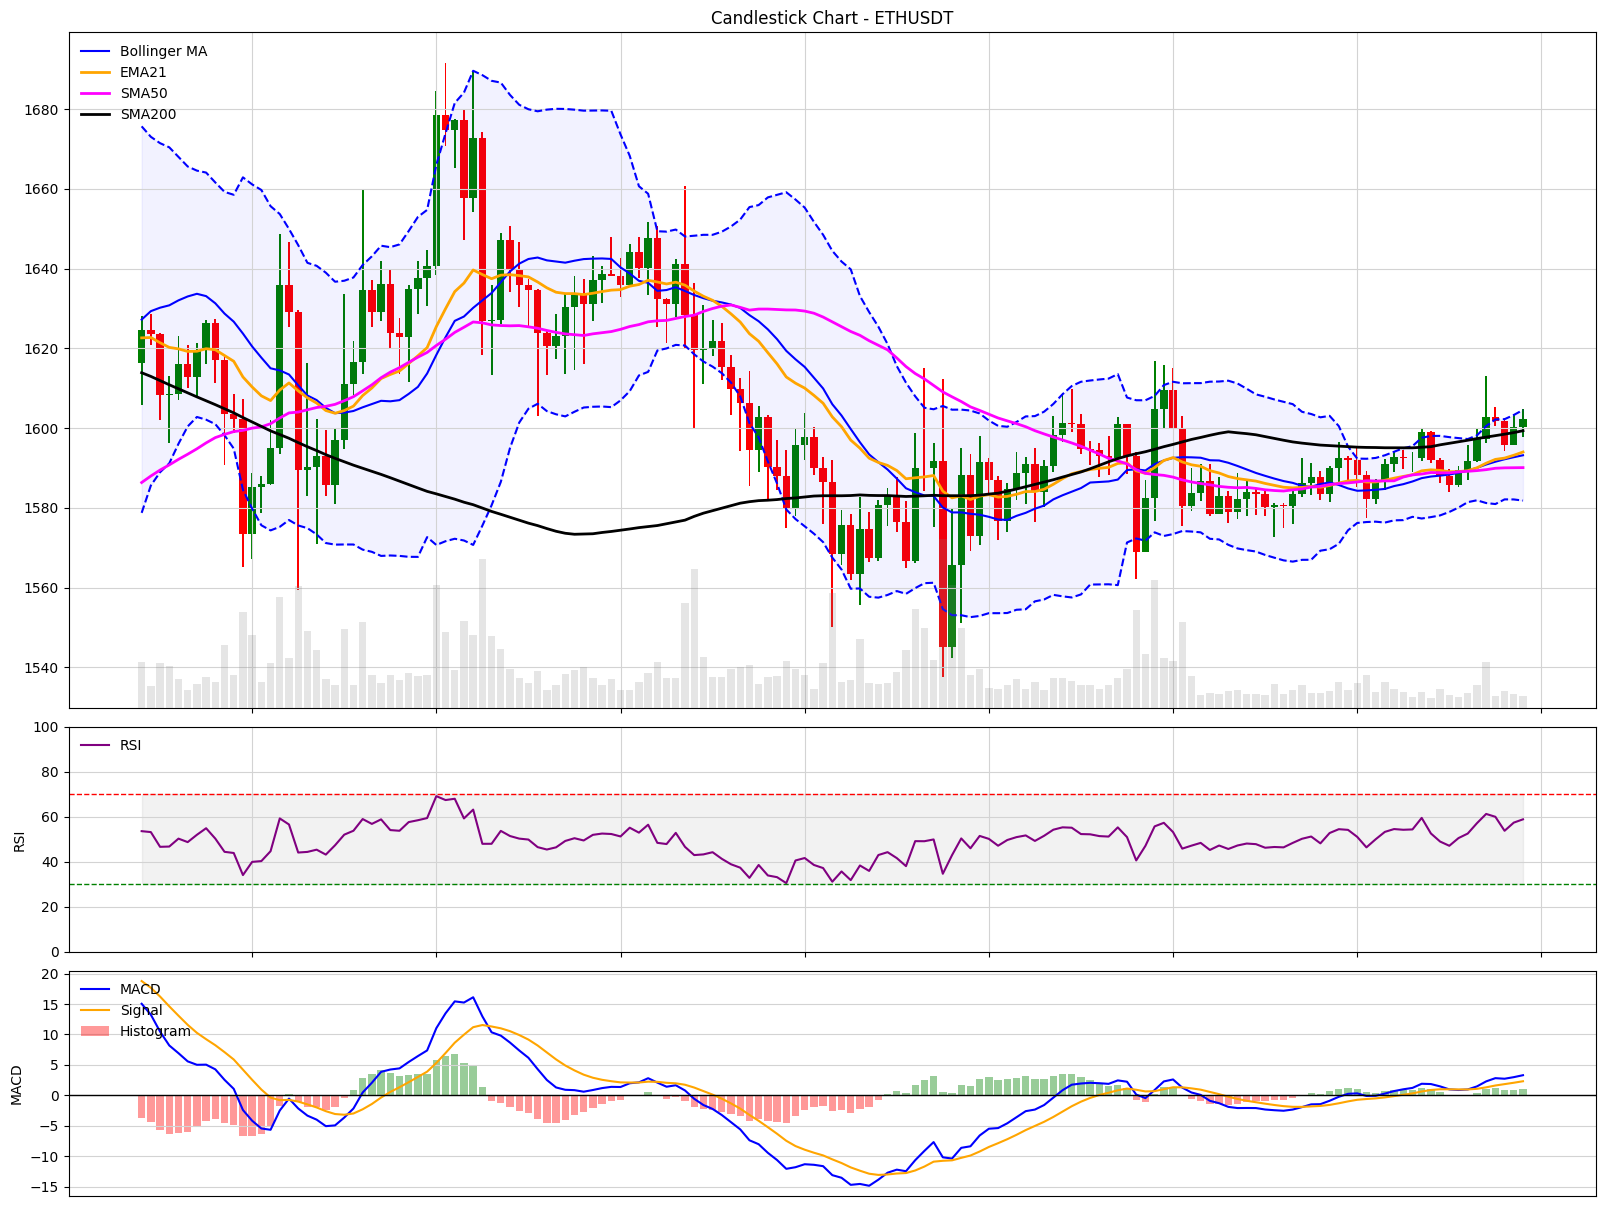 Candlestick Chart - ETHUSDT
Bollinger MA
EMA21
SMA50
SMA200
1680
1660
1640
1620
1600
1580
1560
1540
100
80
60
40
20
0
RSI
RSI
20
15
10
5
0
−5
−10
−15
MACD
MACD
Signal
Histogram